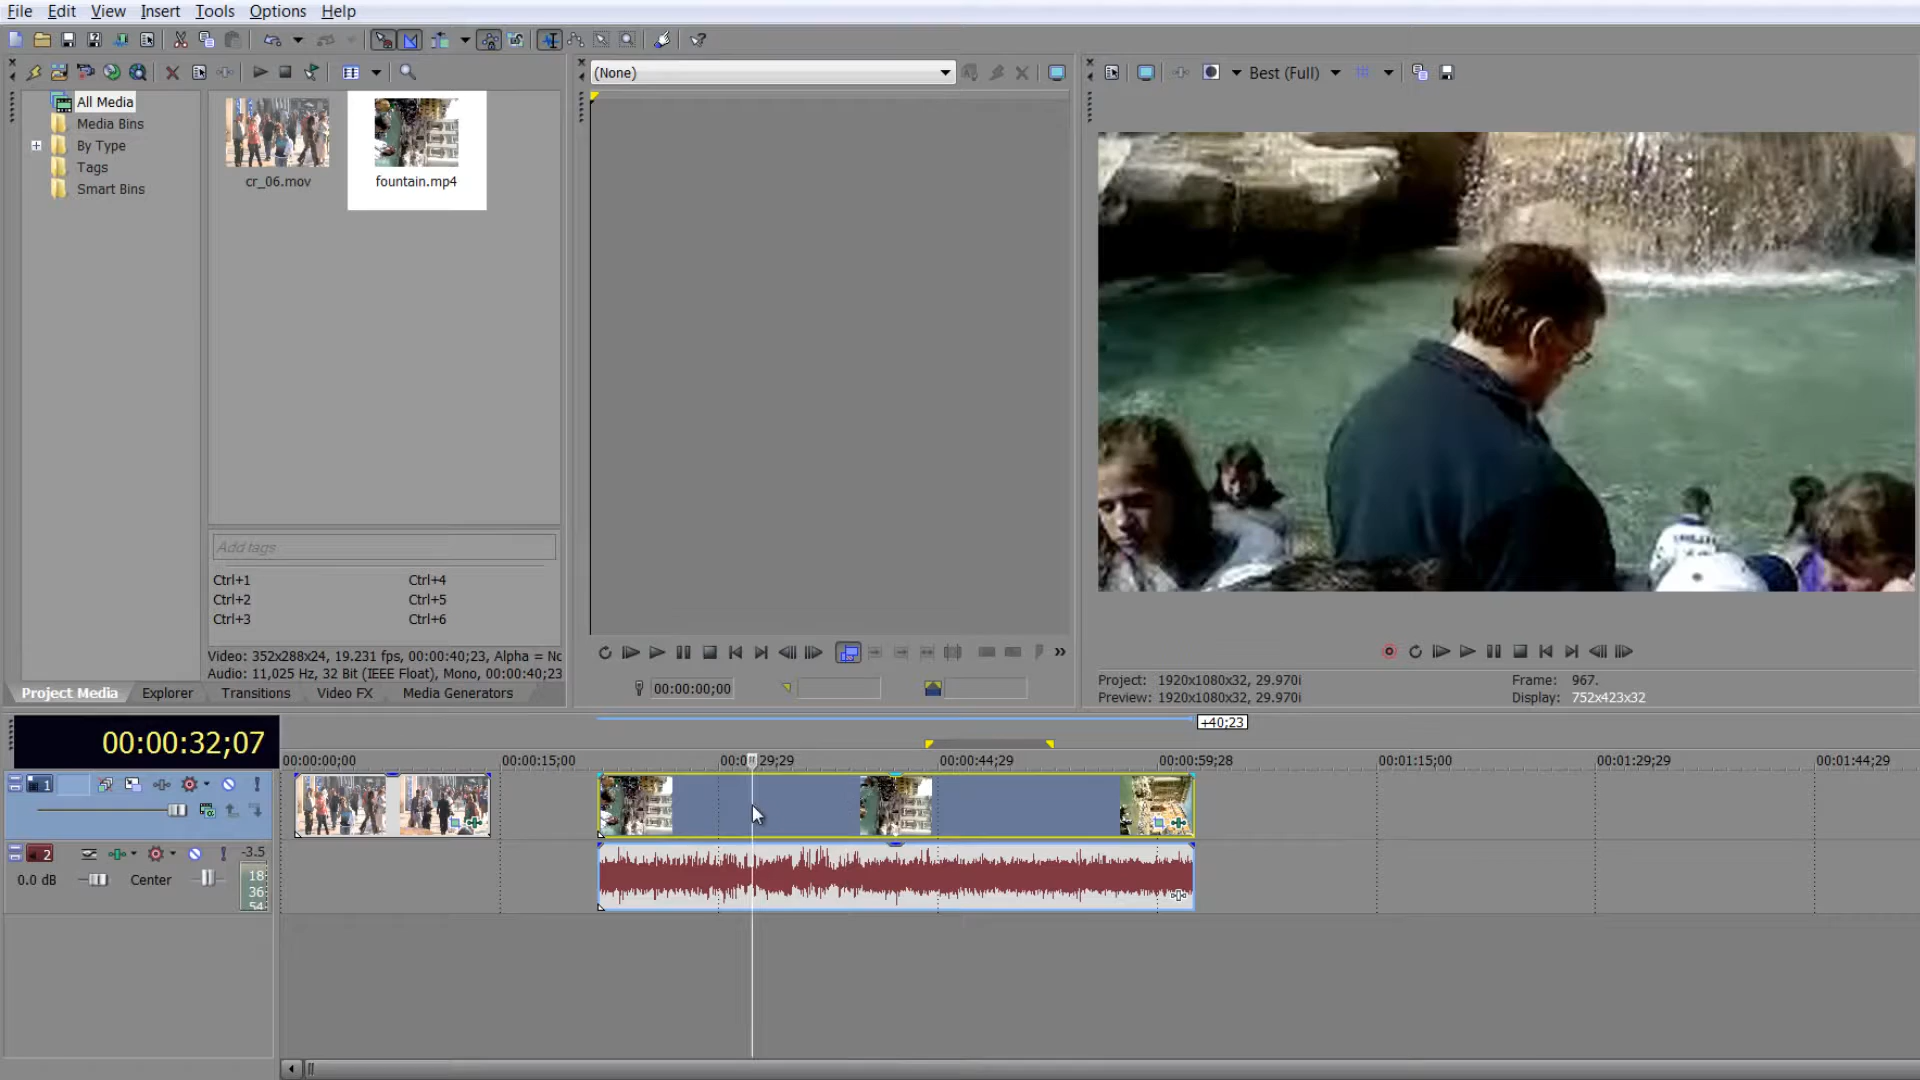 File Edit View Insert Tools Options Help
(None)
Best (Full)
All Media
Media Bins
By Type
Tags
Smart Bins
cr_06.mov
fountain.mp4
Add tags
Ctrl+1 Ctrl+4
Ctrl+2 Ctrl+5
Ctrl+3 Ctrl+6
Video: 352x288x24, 19.231 fps, 00:00:40;23, Alpha = Nc
Audio: 11,025 Hz, 32 Bit (IEEE Float), Mono, 00:00:40;23
Project Media Explorer Transitions Video FX Media Generators
00:00:00;00
Project: 1920x1080x32, 29.970i Frame: 967.
Preview: 1920x1080x32, 29.970i Display: 752x423x32
+40;23
00:00:32;07
00:00:00;00 00:00:15;00 00:00:29;29 00:00:44;29 00:00:59;28 00:01:15;00 00:01:29;29 00:01:44;29
1
2 -3.5
0.0 dB Center 18
36
54